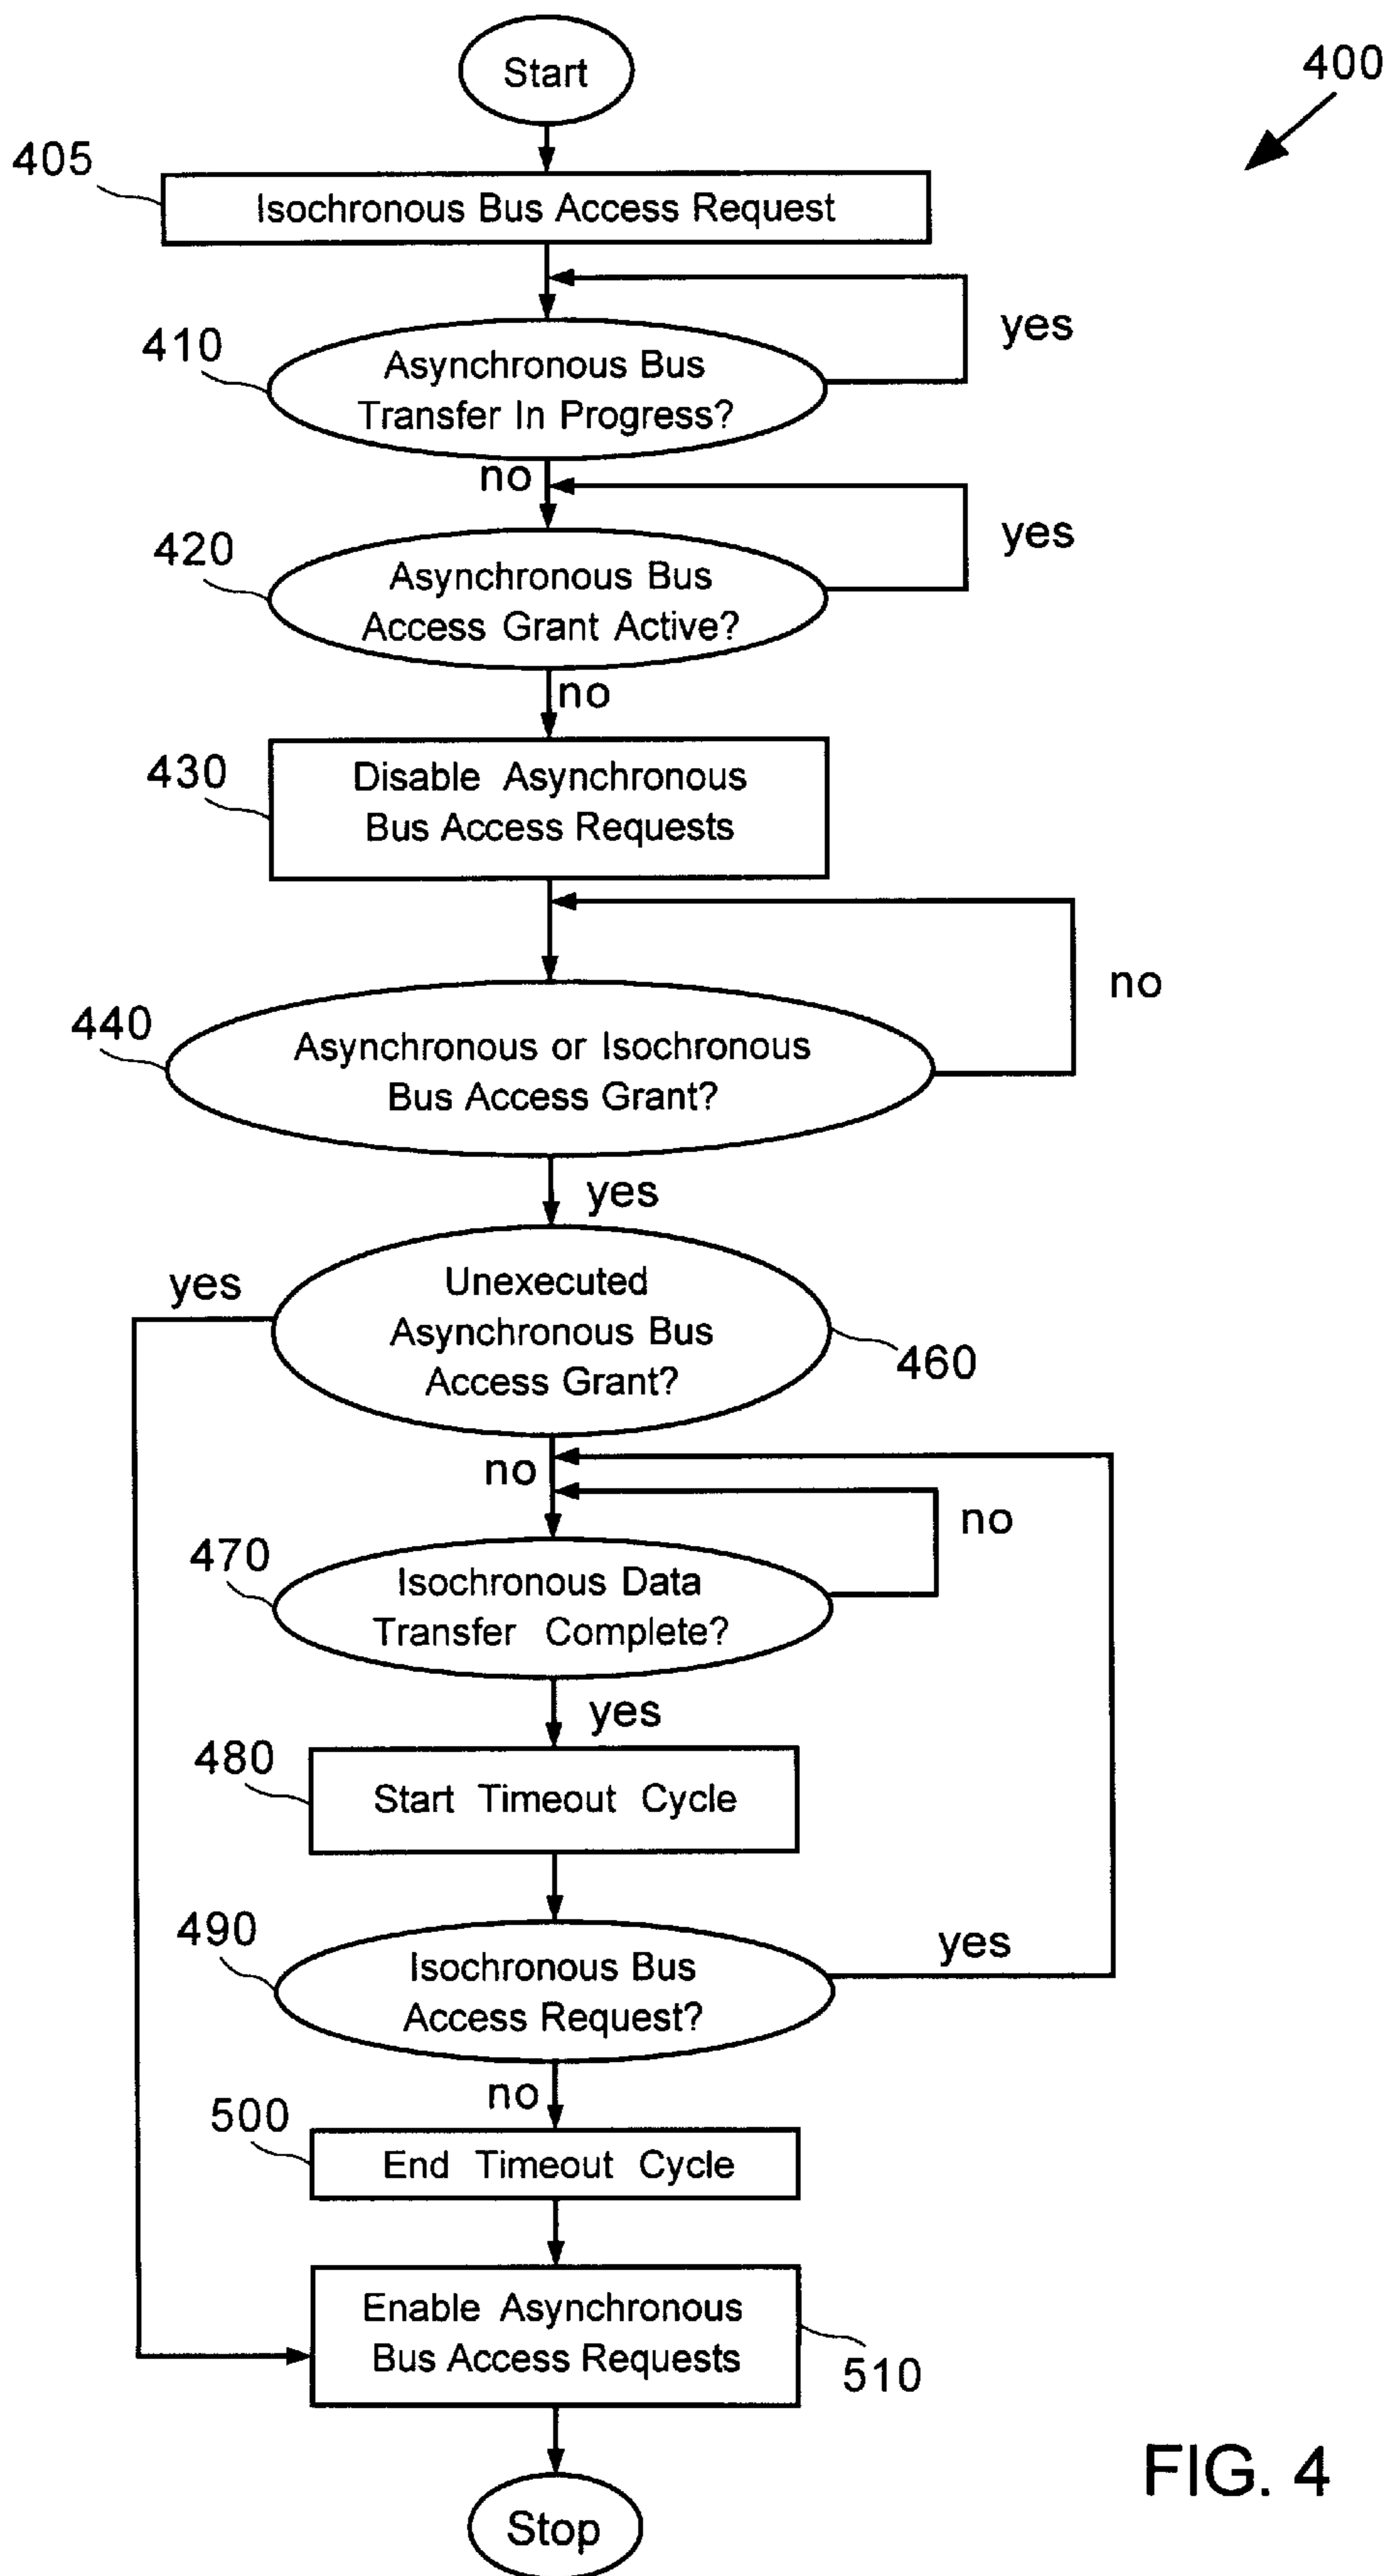 Start
400
405
Isochronous Bus Access Request
yes
410
Asynchronous Bus
Transfer In Progress?
no
yes
420
Asynchronous Bus
Access Grant Active?
no
430
Disable Asynchronous
Bus Access Requests
no
440
Asynchronous or Isochronous
Bus Access Grant?
yes
yes
Unexecuted
Asynchronous Bus
Access Grant?
460
no
no
470
Isochronous Data
Transfer Complete?
yes
480
Start Timeout Cycle
490
yes
Isochronous Bus
Access Request?
no
500
End Timeout Cycle
Enable Asynchronous
Bus Access Requests
510
FIG. 4
Stop